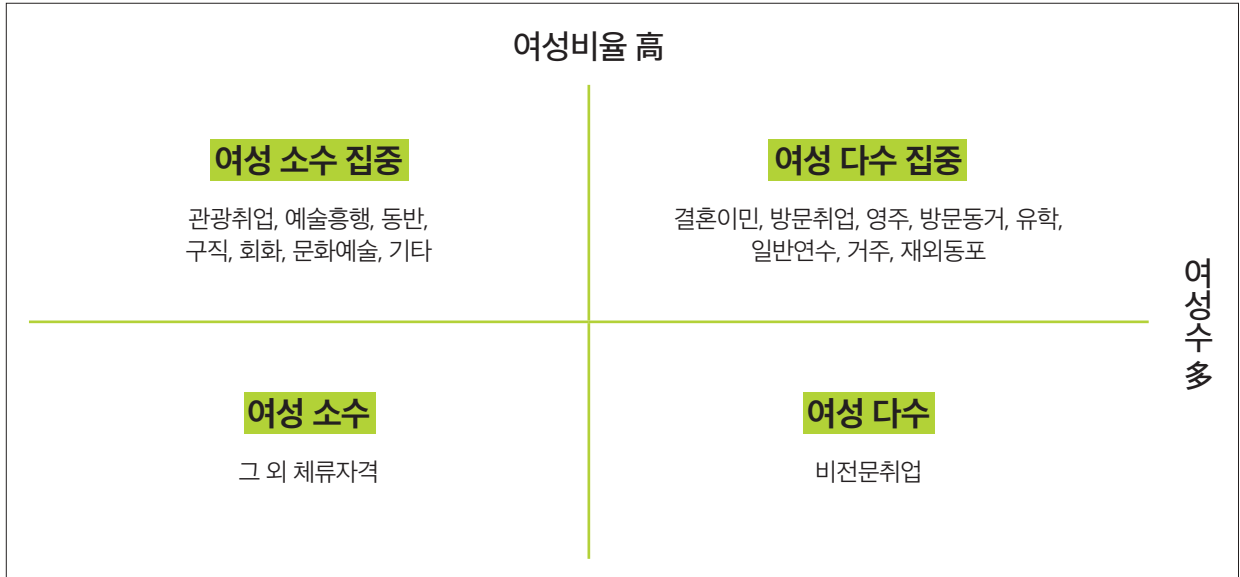 여성비율 高
여성 소수 집중
관광취업, 예술흥행, 동반,
구직, 회화, 문화예술, 기타
여성 다수 집중
결혼이민, 방문취업, 영주, 방문동거, 유학,
일반연수, 거주, 재외동포
여성수 多
여성 소수
그 외 체류자격
여성 다수
비전문취업